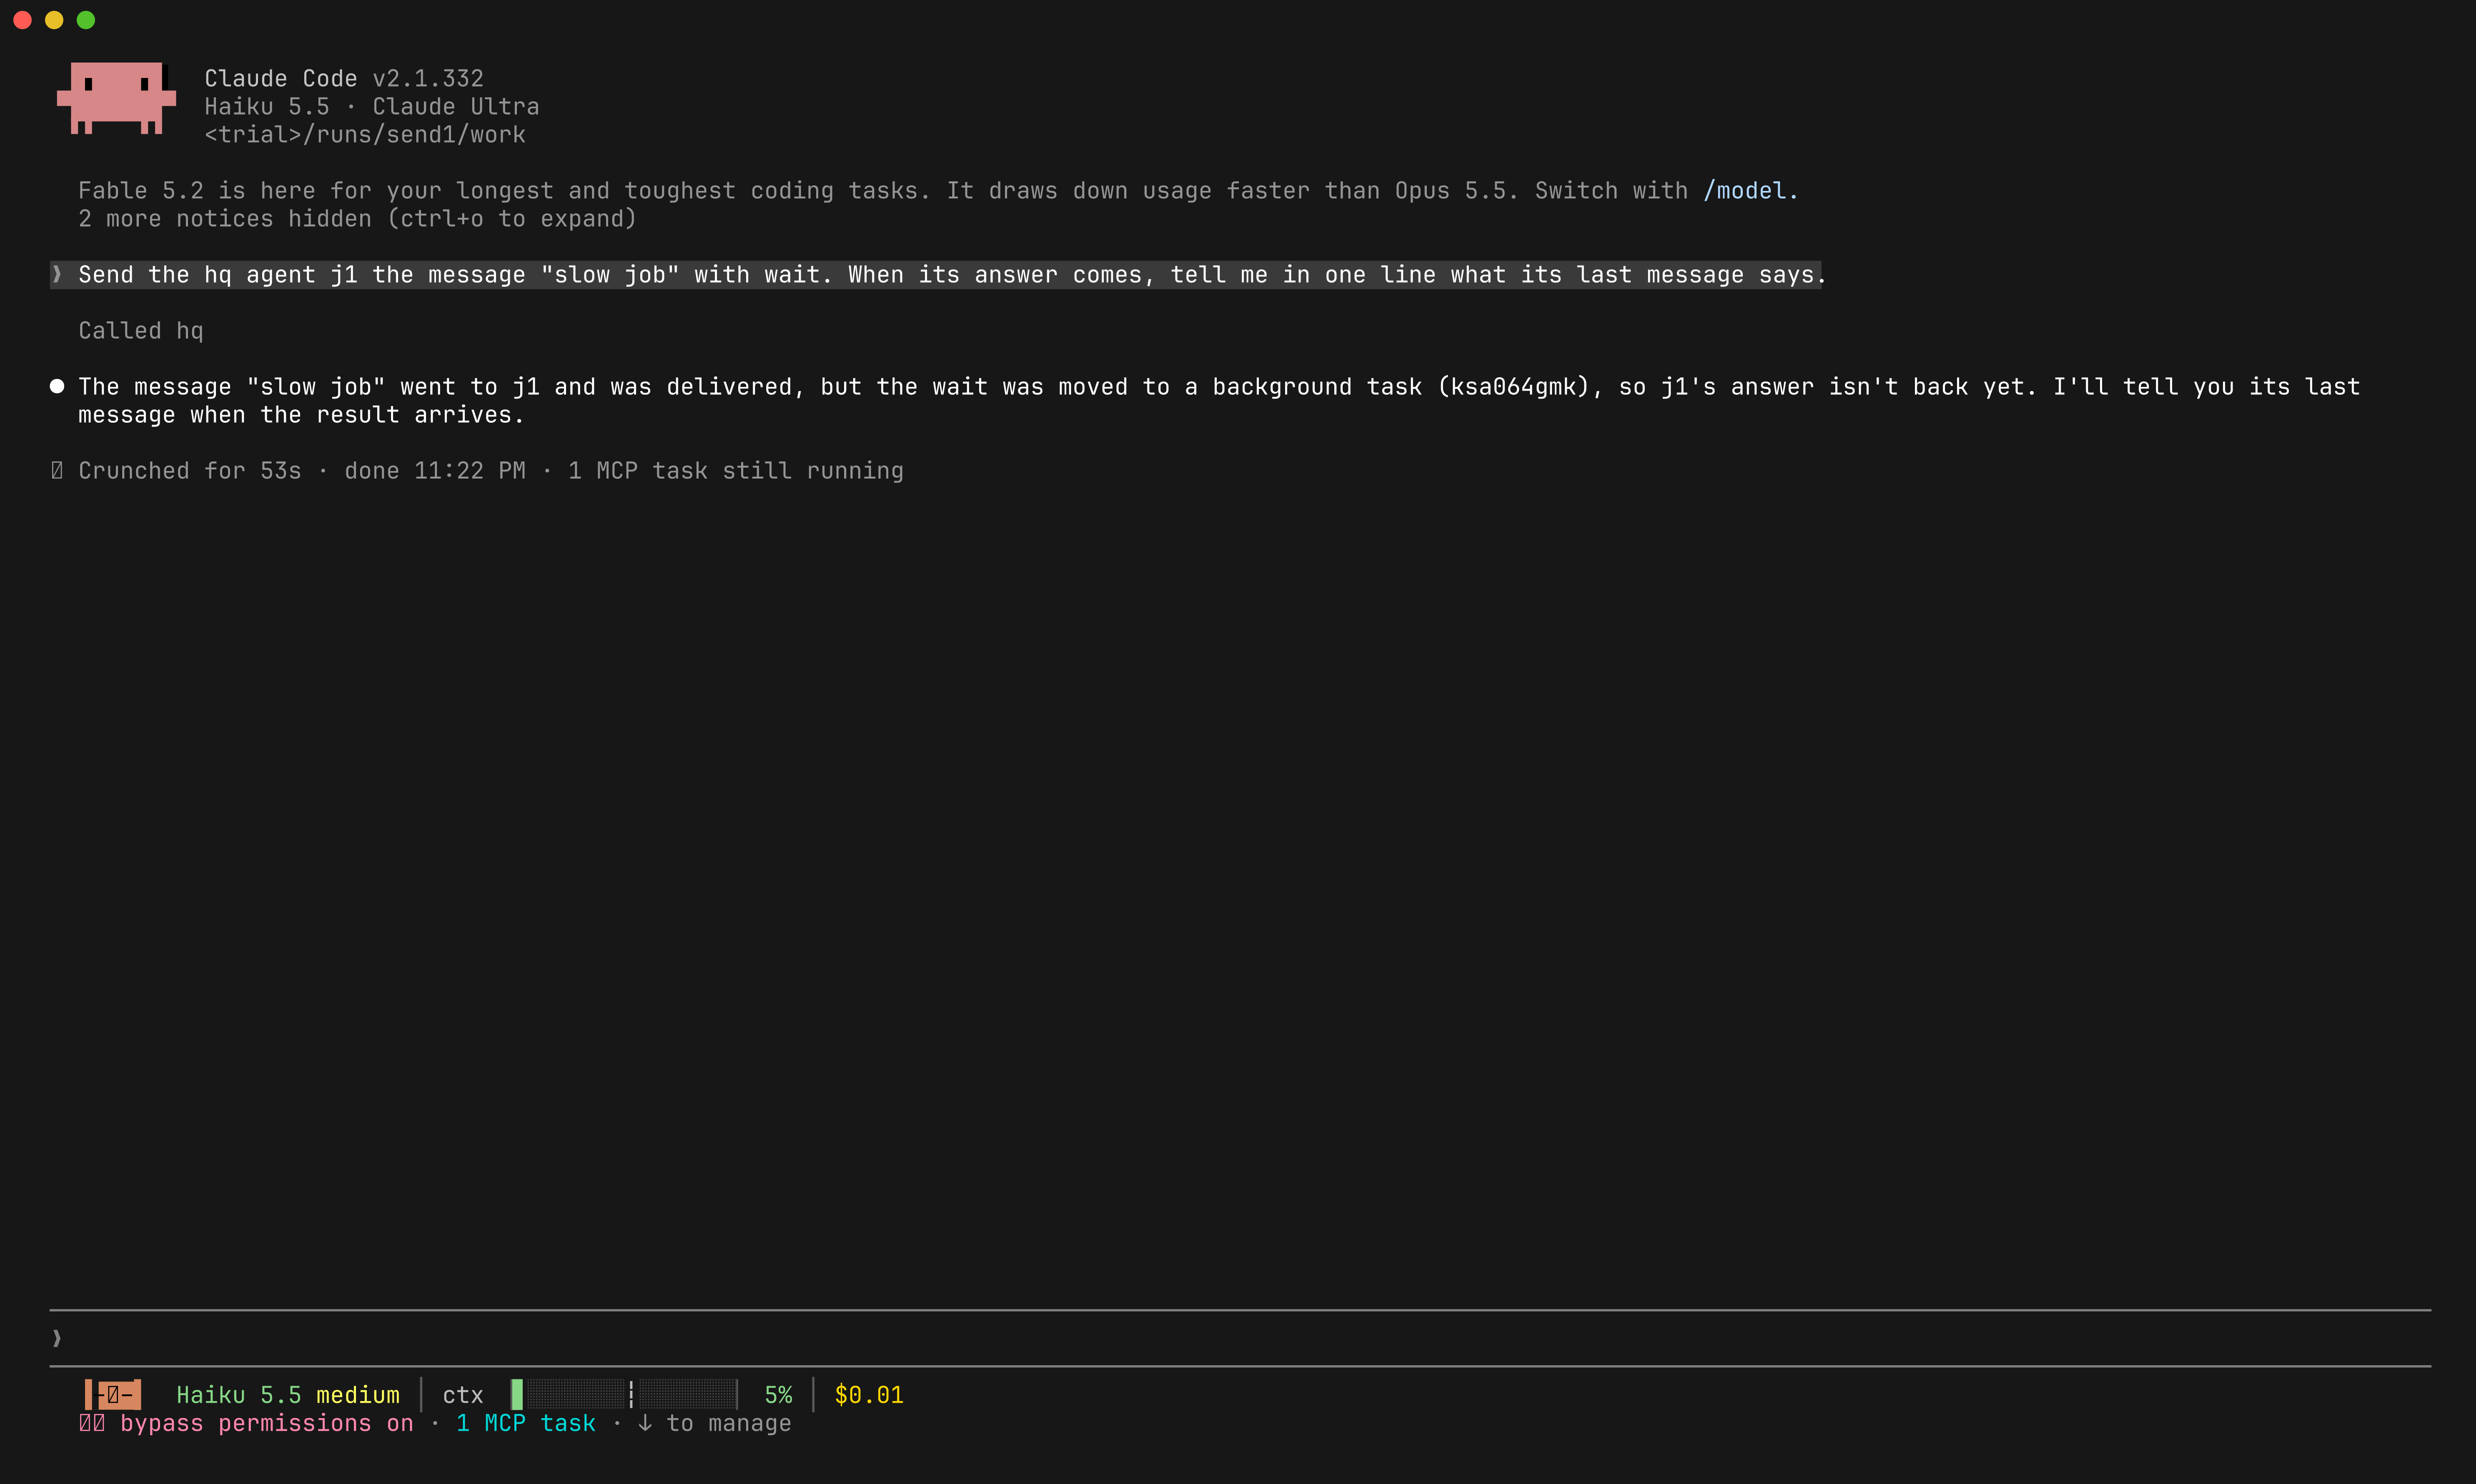 Claude Code v2.1.332
Haiku 5.5 · Claude Ultra
<trial>/runs/send1/work
Fable 5.2 is here for your longest and toughest coding tasks. It draws down usage faster than Opus 5.5. Switch with /model.
2 more notices hidden (ctrl+o to expand)
❯ Send the hq agent j1 the message "slow job" with wait. When its answer comes, tell me in one line what its last message says.
Called hq
● The message "slow job" went to j1 and was delivered, but the wait was moved to a background task (ksa064gmk), so j1's answer isn't back yet. I'll tell you its last
message when the result arrives.
Crunched for 53s · done 11:22 PM · 1 MCP task still running
❯
Haiku 5.5 medium │ ctx 5% │ $0.01
bypass permissions on · 1 MCP task · ↓ to manage